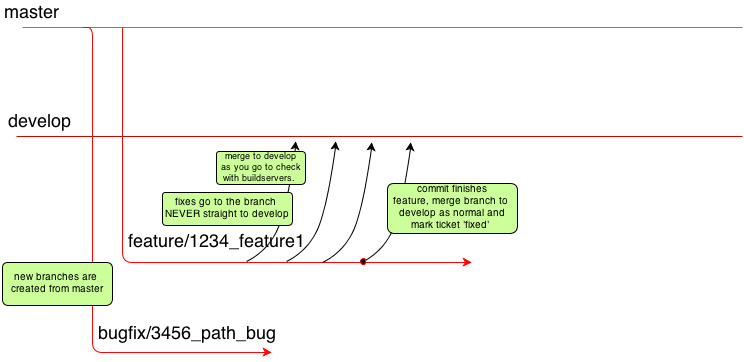 master
develop
merge to develop
as you go to check
with buildservers.
fixes go to the branch
NEVER straight to develop
commit finishes
feature, merge branch to
develop as normal and
mark ticket 'fixed'
feature/1234_feature1
new branches are
created from master
bugfix/3456_path_bug